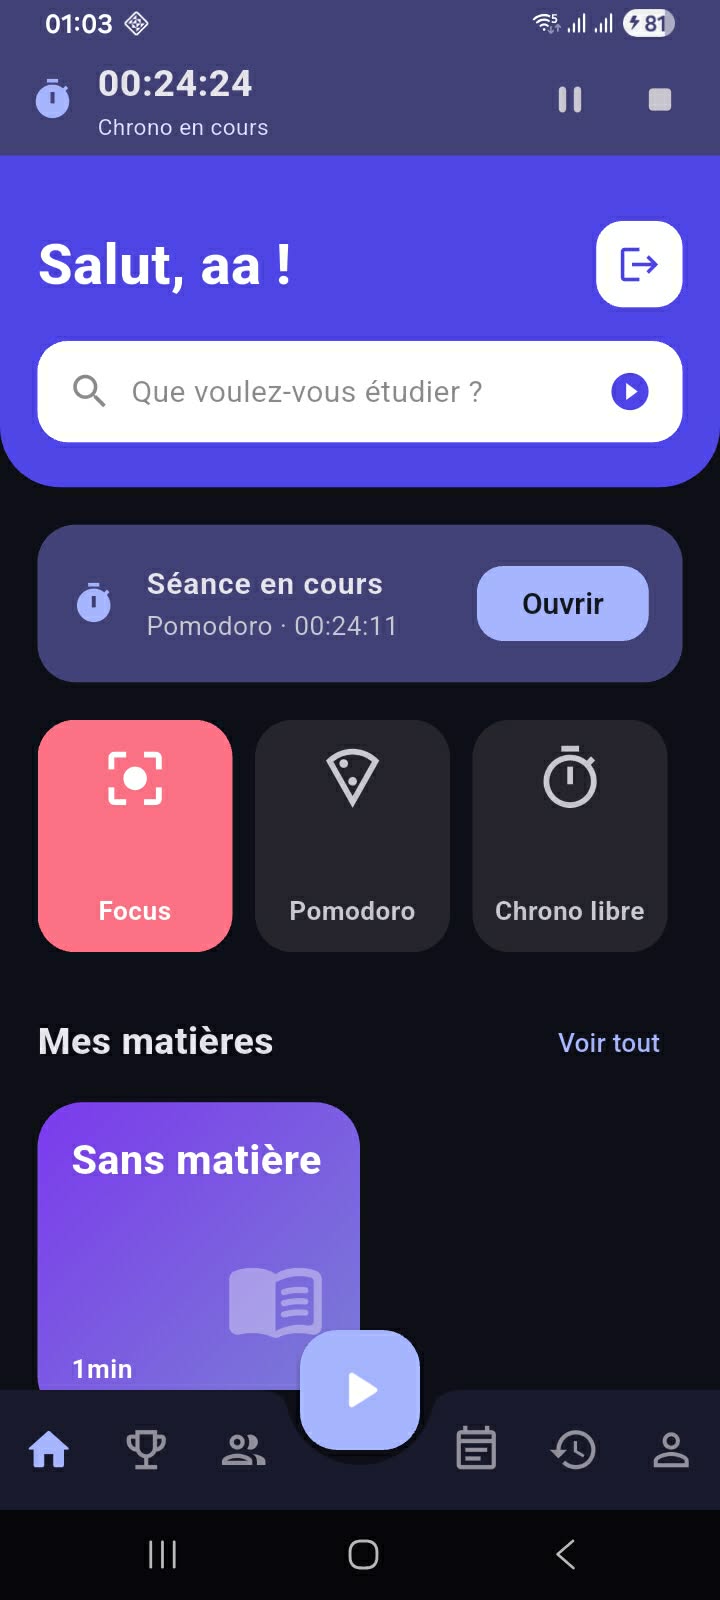 01:03
5
81
00:24:24
Chrono en cours
Salut, aa !
Que voulez-vous étudier ?
Séance en cours
Pomodoro · 00:24:11
Ouvrir
Focus
Pomodoro
Chrono libre
Mes matières
Voir tout
Sans matière
1min